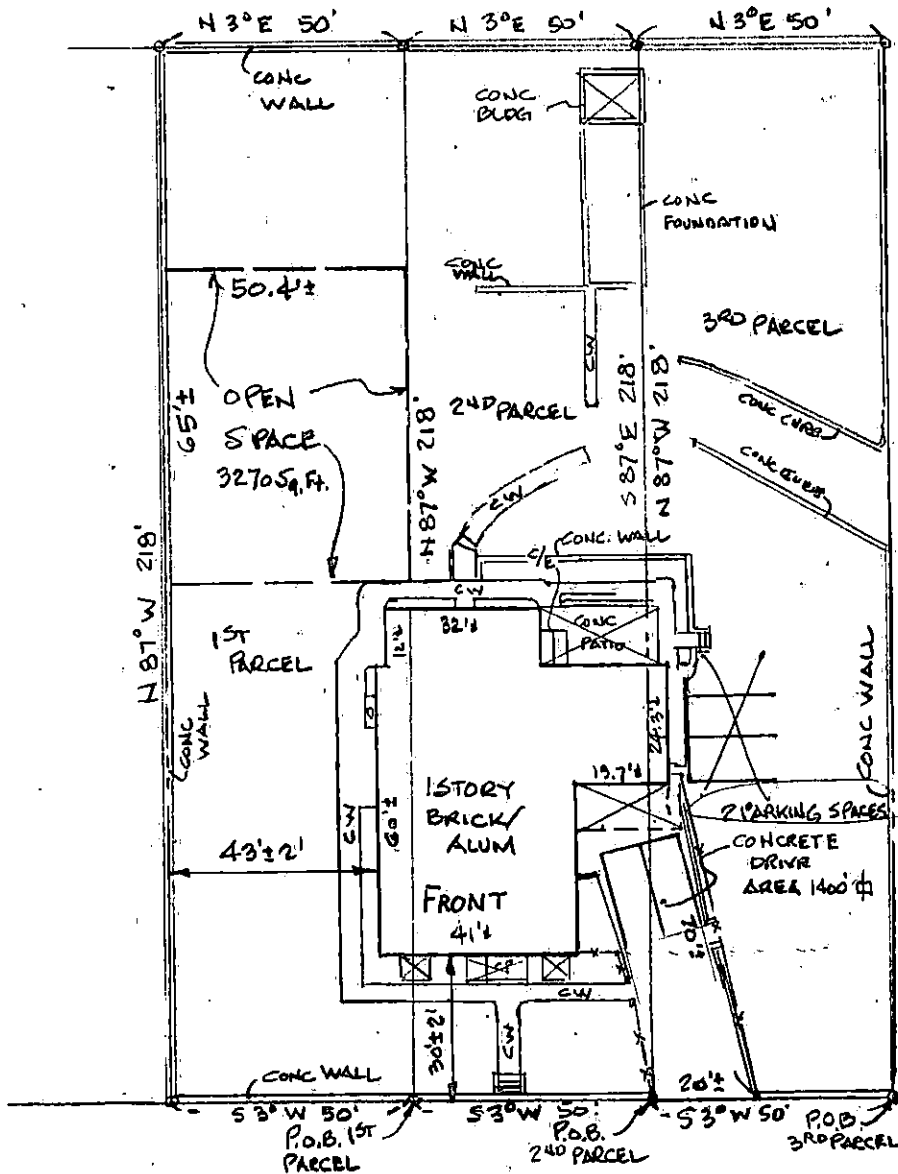 N 3° E 50'
N 3° E 50'
N 3° E 50'
CONC
WALL
CONC
BLDG
CONC
FOUNDATION
50.4'±
CONC
WALL
3RD PARCEL
OPEN
SPACE
3270 Sq. Ft.
65'±
CW
2ND PARCEL
N 87° W 218'
S 87° E 218'
N 87° W 218'
CONC CURB
CONC CURB
N 87° W 218'
CW
C/E
CONC. WALL
CW
1ST
PARCEL
12'±
32'±
CONC
PATIO
CONC
WALL
CONC WALL
24.3'±
19.7'±
1 STORY
BRICK/
ALUM
60'±
CW
43'±2'
2 PARKING SPACES
CONCRETE
DRIVE
AREA 1400'
FRONT
41'±
70'±
CP
CW
30'±2'
CW
CONC WALL
20'±
S 3° W 50'
S 3° W 50'
S 3° W 50'
P.O.B. 1ST
PARCEL
P.O.B.
2ND PARCEL
P.O.B.
3RD PARCEL